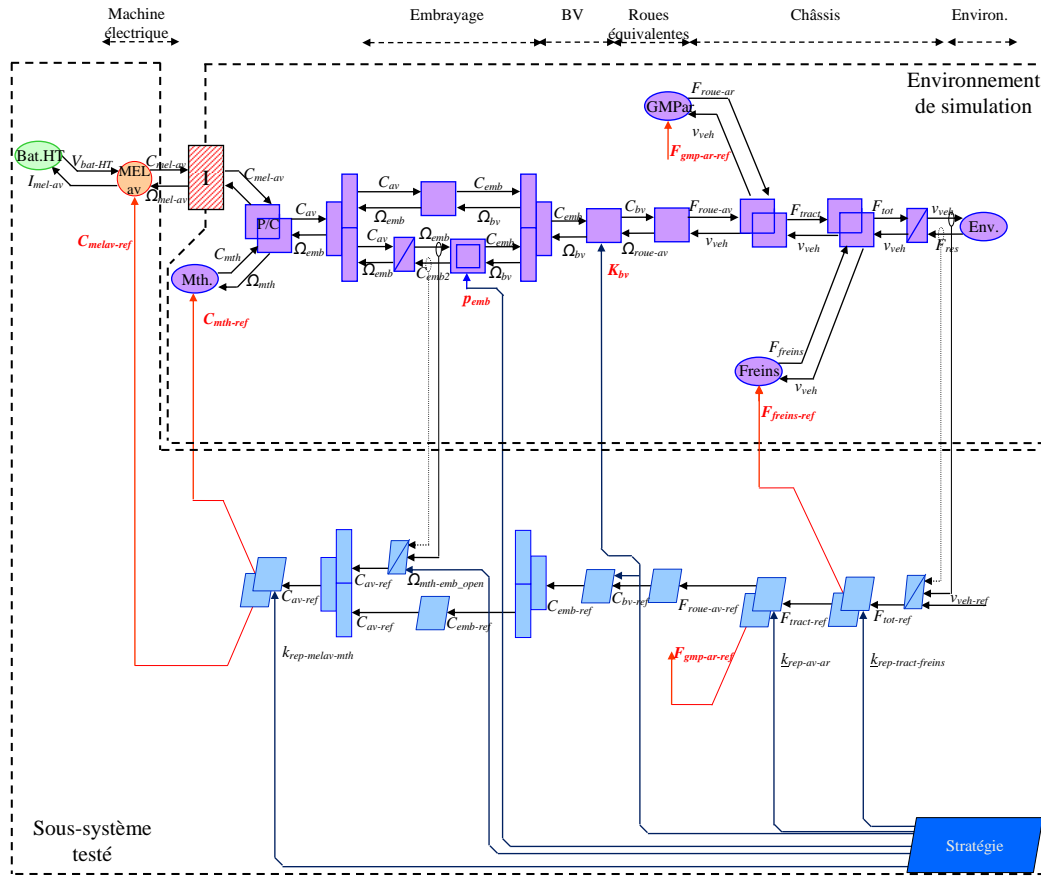 Machine
électrique
Embrayage
BV
Roues
équivalentes
Châssis
Environ.
Environnement
de simulation
GMPar
F_roue-ar
v_veh
F_gmp-ar-ref
Bat.HT
V_bat-HT
I_mel-av
MEL
av
C_mel-av
Ω_mel-av
I
C_mel-av
P/C
C_mth
Ω_mth
Mth.
C_melav-ref
C_mth-ref
C_av
Ω_emb
C_av
Ω_emb
C_emb
Ω_bv
C_av
Ω_emb
Ω_emb
C_emb2
C_emb
Ω_bv
p_emb
C_emb
Ω_bv
K_bv
C_bv
Ω_roue-av
F_roue-av
v_veh
F_tract
v_veh
F_tot
v_veh
v_veh
F_res
Env.
F_freins
v_veh
Freins
F_freins-ref
C_av-ref
C_av-ref
Ω_mth-emb_open
C_av-ref
C_emb-ref
C_emb-ref
C_bv-ref
F_roue-av-ref
F_tract-ref
F_tot-ref
v_veh-ref
k_rep-melav-mth
F_gmp-ar-ref
k_rep-av-ar
k_rep-tract-freins
Sous-système
testé
Stratégie